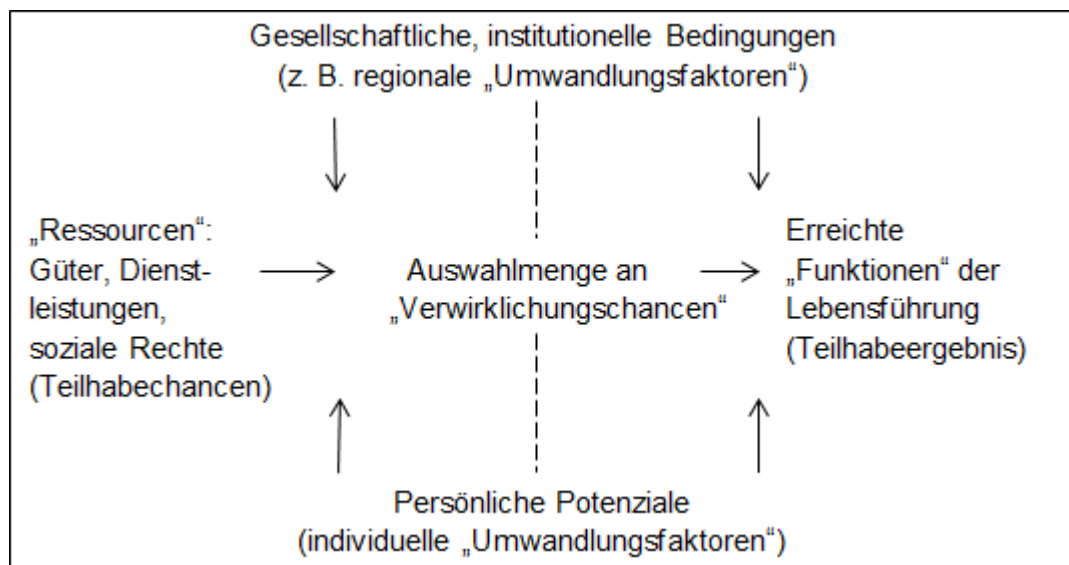 Gesellschaftliche, institutionelle Bedingungen
(z. B. regionale „Umwandlungsfaktoren“)
„Ressourcen“:
Güter, Dienst-
leistungen,
soziale Rechte
(Teilhabechancen)
Auswahlmenge an
„Verwirklichungschancen“
Erreichte
„Funktionen“ der
Lebensführung
(Teilhabeergebnis)
Persönliche Potenziale
(individuelle „Umwandlungsfaktoren“)